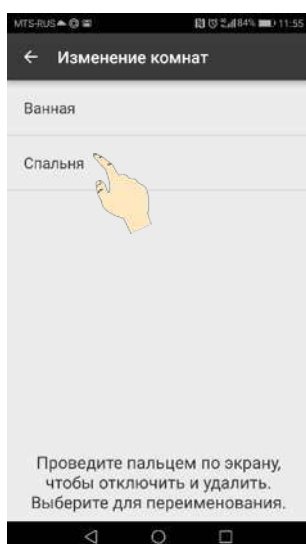 MTS-RUS 84% 11:55
Изменение комнат
Ванная
Спальня
Проведите пальцем по экрану,
чтобы отключить и удалить.
Выберите для переименования.